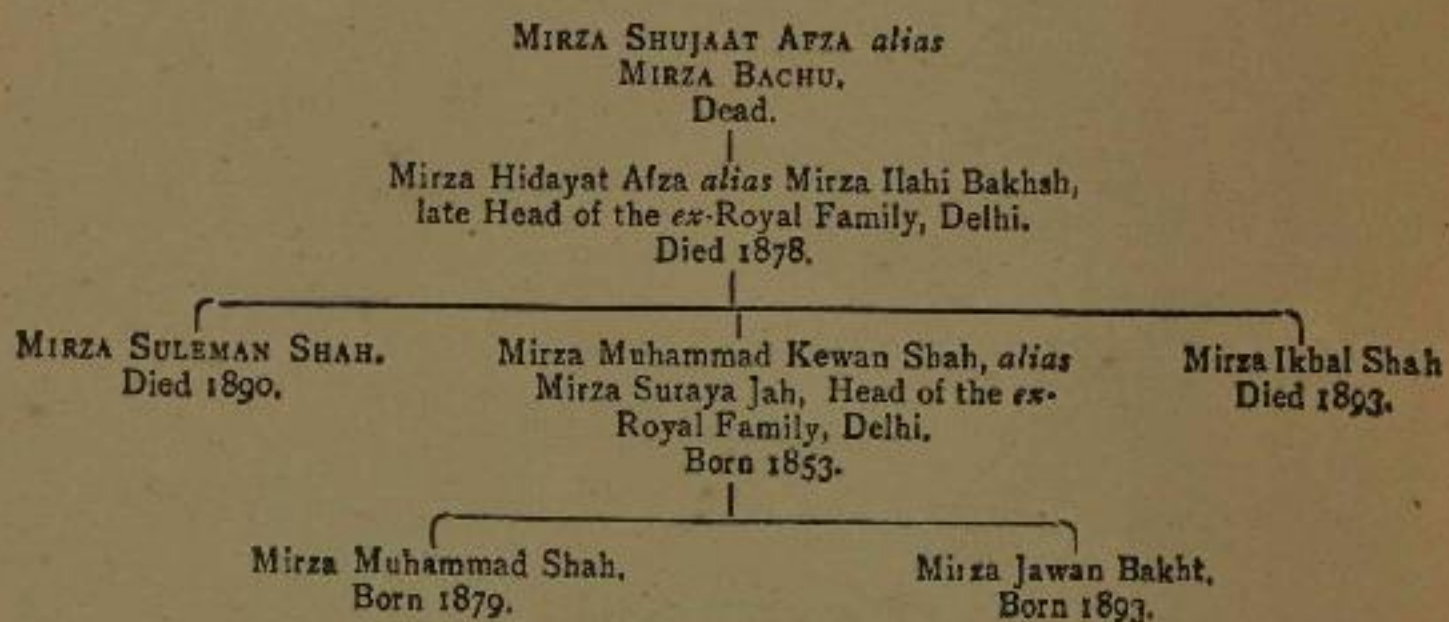 MIRZA SHUJAAT AFZA alias
MIRZA BACHU.
Dead.
Mirza Hidayat Afza alias Mirza Ilahi Bakhsh,
late Head of the ex-Royal Family, Delhi.
Died 1878.
MIRZA SULEMAN SHAH.
Died 1890.
Mirza Muhammad Kewan Shah, alias
Mirza Suraya Jah, Head of the ex-
Royal Family, Delhi.
Born 1853.
Mirza Ikbal Shah
Died 1893.
Mirza Muhammad Shah.
Born 1879.
Mirza Jawan Bakht.
Born 1893.